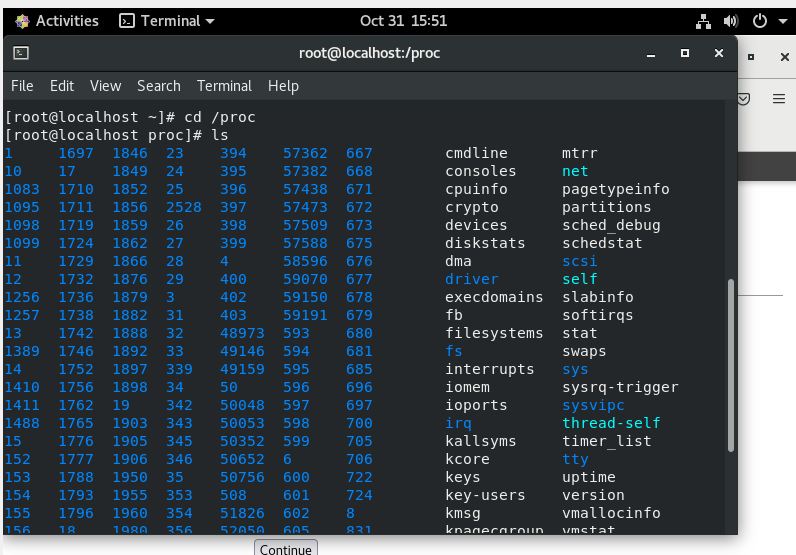 Activities Terminal Oct 31 15:51
root@localhost:/proc
File Edit View Search Terminal Help
[root@localhost ~]# cd /proc
[root@localhost proc]# ls
1 1697 1846 23 394 57362 667 cmdline mtrr
10 17 1849 24 395 57382 668 consoles net
1083 1710 1852 25 396 57438 671 cpuinfo pagetypeinfo
1095 1711 1856 2528 397 57473 672 crypto partitions
1098 1719 1859 26 398 57509 673 devices sched_debug
1099 1724 1862 27 399 57588 675 diskstats schedstat
11 1729 1866 28 4 58596 676 dma scsi
12 1732 1876 29 400 59070 677 driver self
1256 1736 1879 3 402 59150 678 execdomains slabinfo
1257 1738 1882 31 403 59191 679 fb softirqs
13 1742 1888 32 48973 593 680 filesystems stat
1389 1746 1892 33 49146 594 681 fs swaps
14 1752 1897 339 49159 595 685 interrupts sys
1410 1756 1898 34 50 596 696 iomem sysrq-trigger
1411 1762 19 342 50048 597 697 ioports sysvipc
1488 1765 1903 343 50053 598 700 irq thread-self
15 1776 1905 345 50352 599 705 kallsyms timer_list
152 1777 1906 346 50652 6 706 kcore tty
153 1788 1950 35 50756 600 722 keys uptime
154 1793 1955 353 508 601 724 key-users version
155 1796 1960 354 51826 602 8 kmsg vmallocinfo
156 18 1980 356 52050 605 831 kpagecgroup vmstat
Continue